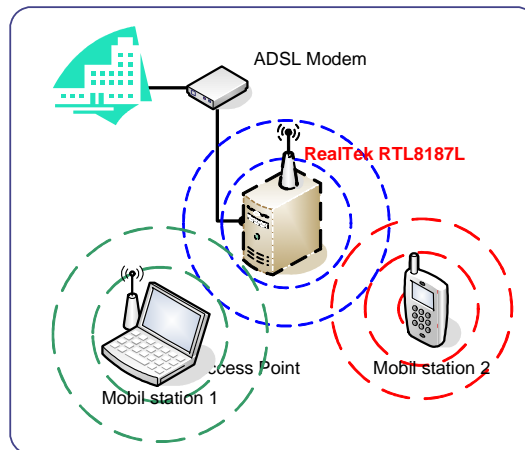 ADSL Modem
RealTek RTL8187L
ccess Point
Mobil station 2
Mobil station 1